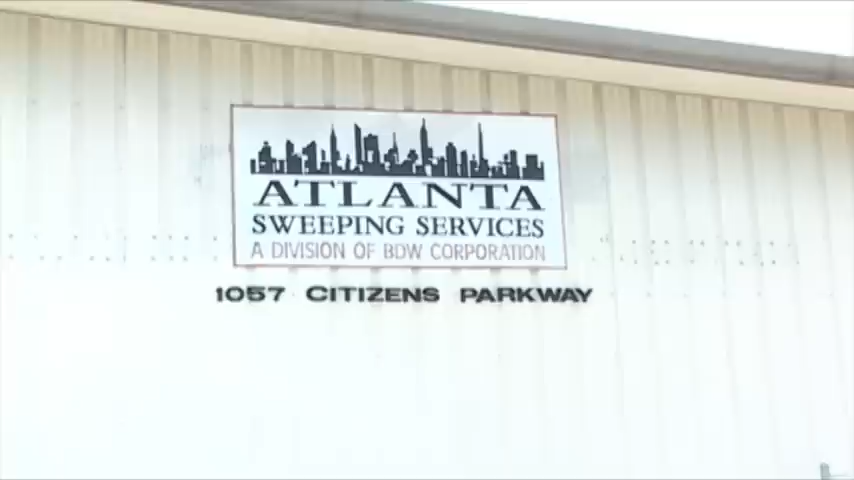 ATLANTA
SWEEPING SERVICES
A DIVISION OF BDW CORPORATION
1057 CITIZENS PARKWAY